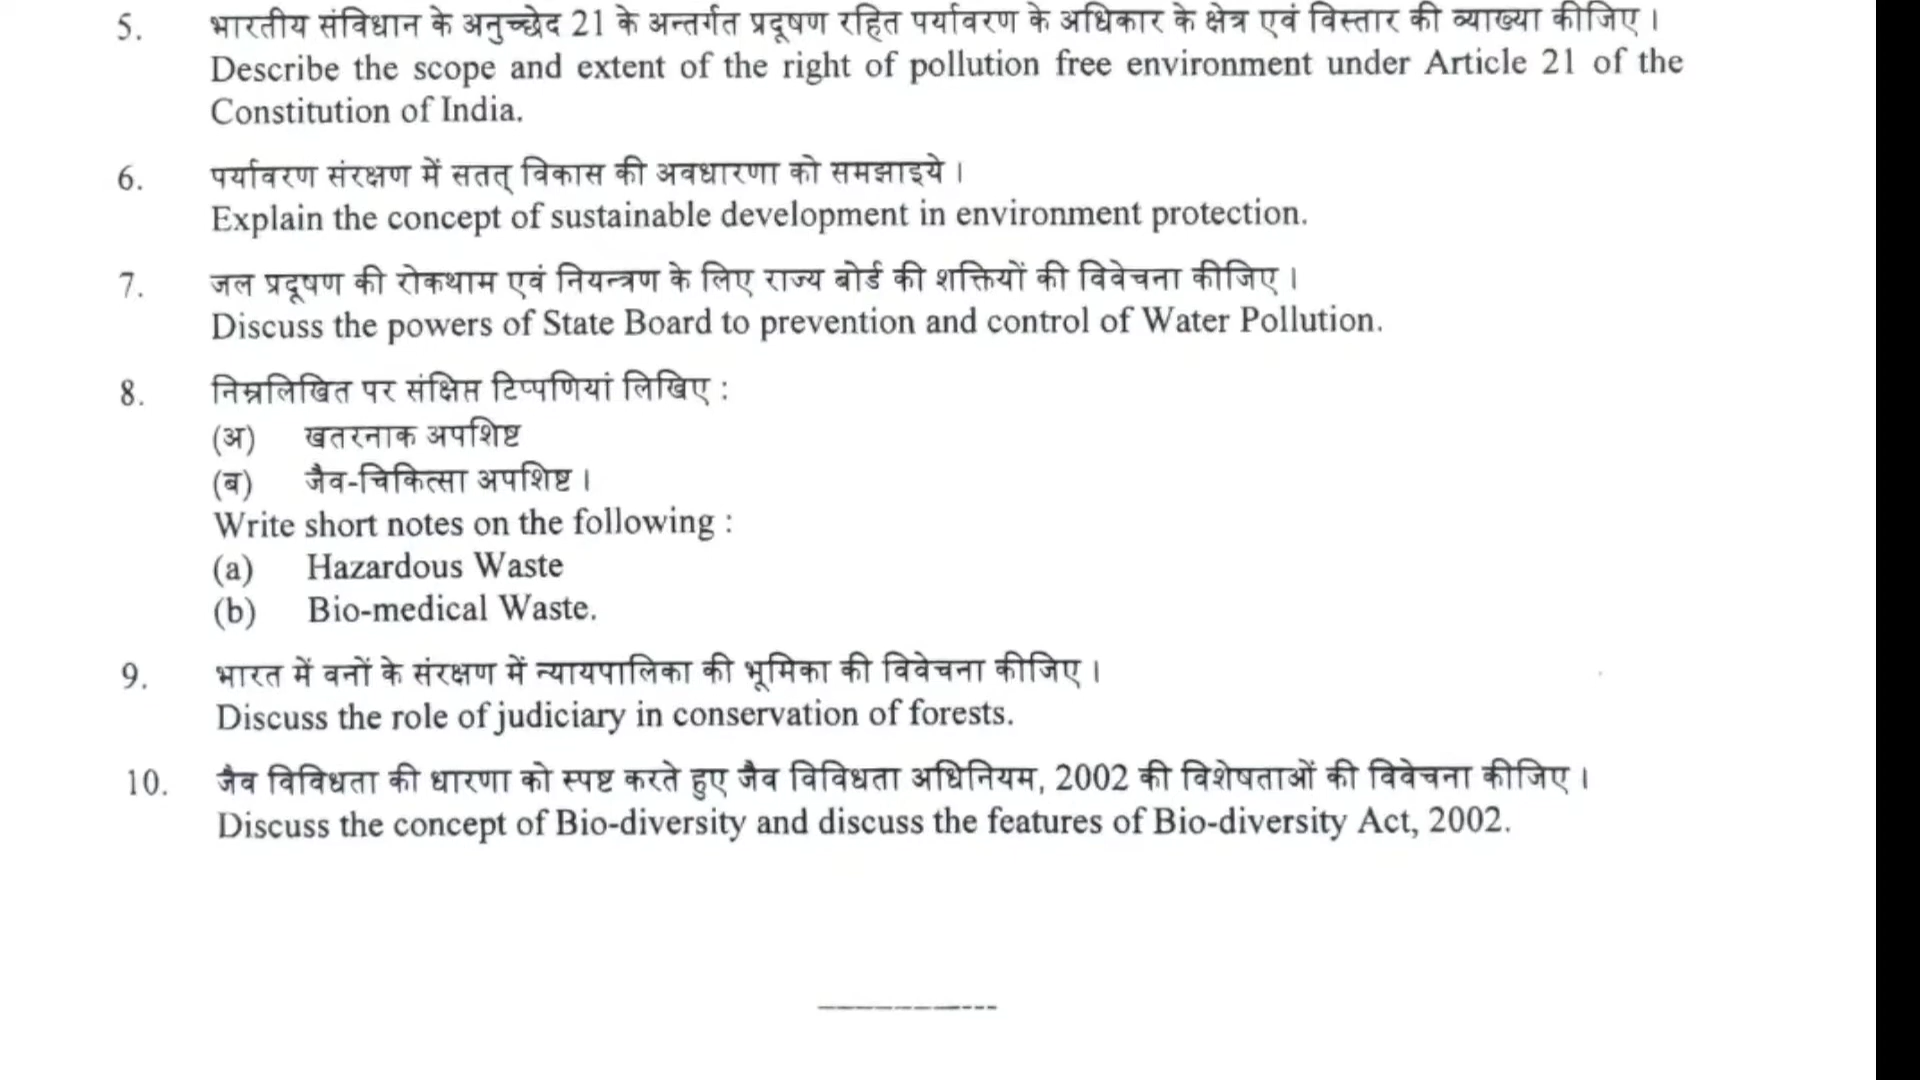 5. भारतीय संविधान के अनुच्छेद 21 के अन्तर्गत प्रदूषण रहित पर्यावरण के अधिकार के क्षेत्र एवं विस्तार की व्याख्या कीजिए।
Describe the scope and extent of the right of pollution free environment under Article 21 of the
Constitution of India.
6. पर्यावरण संरक्षण में सतत् विकास की अवधारणा को समझाइये।
Explain the concept of sustainable development in environment protection.
7. जल प्रदूषण की रोकथाम एवं नियन्त्रण के लिए राज्य बोर्ड की शक्तियों की विवेचना कीजिए।
Discuss the powers of State Board to prevention and control of Water Pollution.
8. निम्नलिखित पर संक्षिप्त टिप्पणियां लिखिए :
(अ) खतरनाक अपशिष्ट
(ब) जैव-चिकित्सा अपशिष्ट।
Write short notes on the following :
(a) Hazardous Waste
(b) Bio-medical Waste.
9. भारत में वनों के संरक्षण में न्यायपालिका की भूमिका की विवेचना कीजिए।
Discuss the role of judiciary in conservation of forests.
10. जैव विविधता की धारणा को स्पष्ट करते हुए जैव विविधता अधिनियम, 2002 की विशेषताओं की विवेचना कीजिए।
Discuss the concept of Bio-diversity and discuss the features of Bio-diversity Act, 2002.